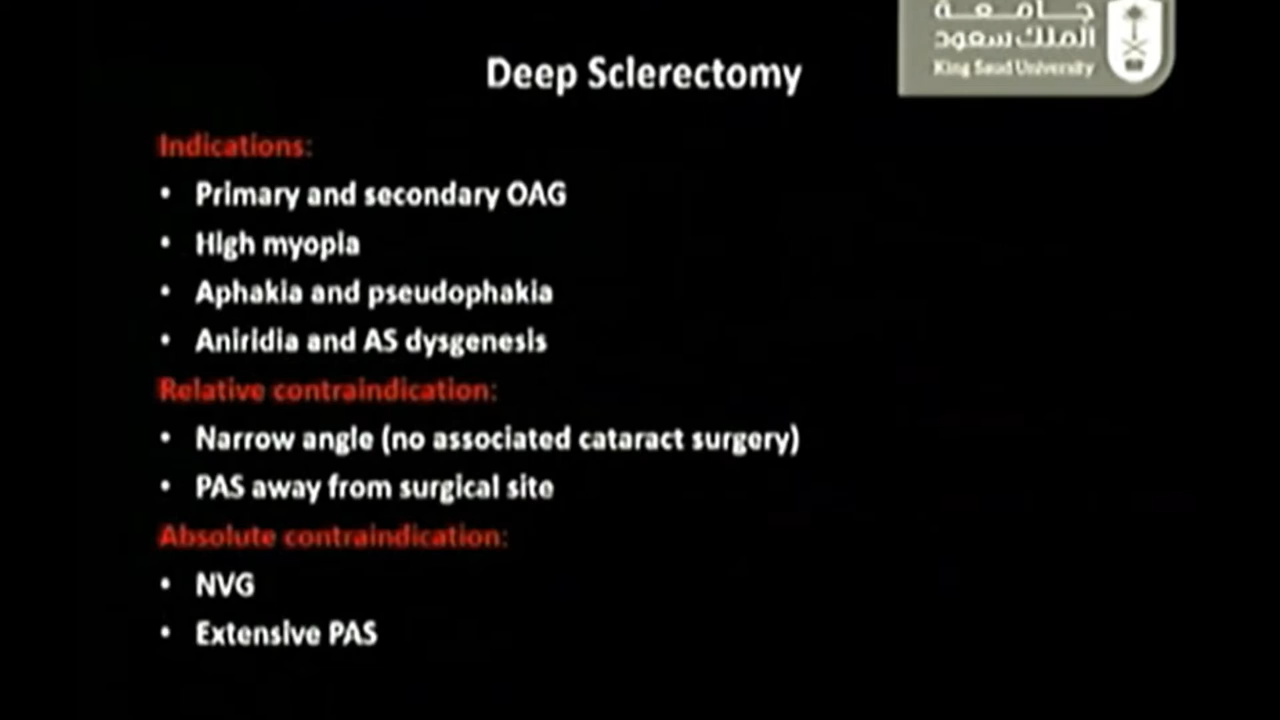 جامعة
الملك سعود
King Saud University
Deep Sclerectomy
Indications:
• Primary and secondary OAG
• High myopia
• Aphakia and pseudophakia
• Aniridia and AS dysgenesis
Relative contraindication:
• Narrow angle (no associated cataract surgery)
• PAS away from surgical site
Absolute contraindication:
• NVG
• Extensive PAS